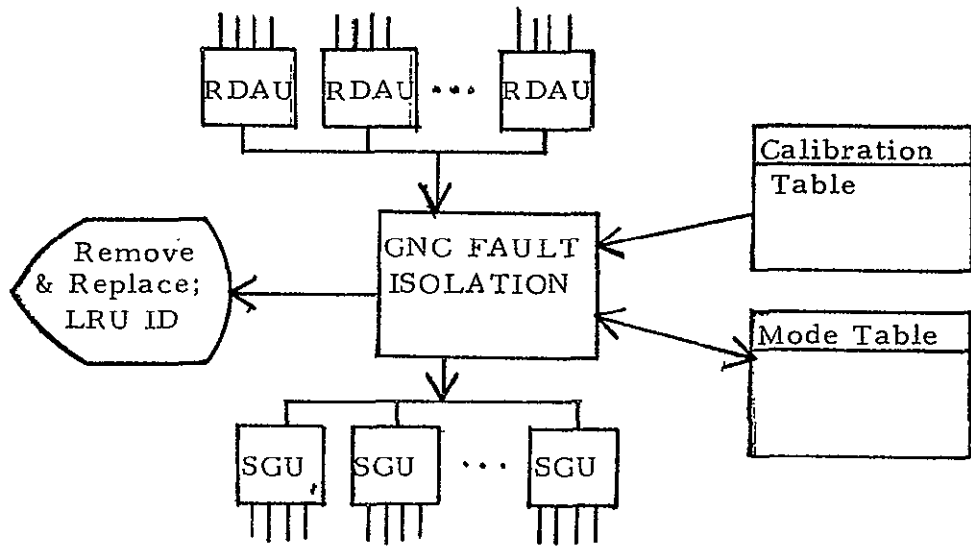 RDAU RDAU ... RDAU
Calibration
Table
GNC FAULT
ISOLATION
Remove
& Replace;
LRU ID
Mode Table
SGU SGU ... SGU